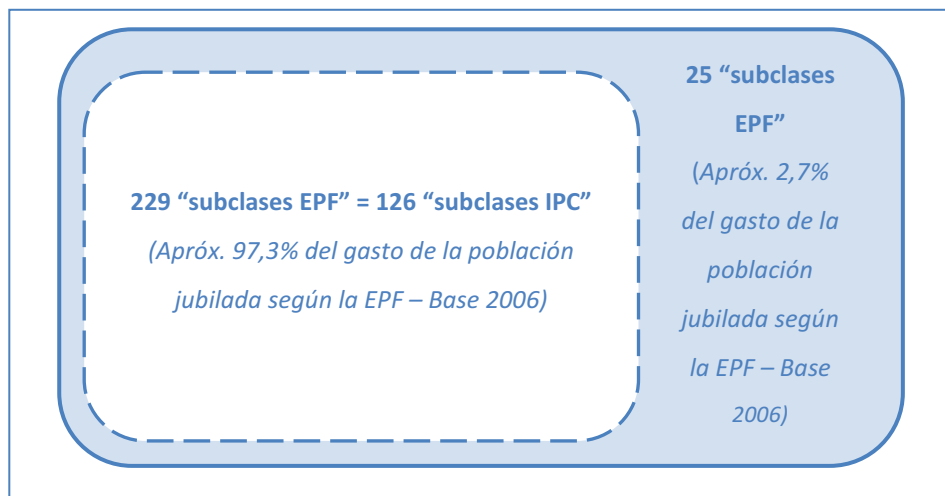 229 “subclases EPF” = 126 “subclases IPC”
(Apróx. 97,3% del gasto de la población
jubilada según la EPF – Base 2006)
25 “subclases
EPF”
(Apróx. 2,7%
del gasto de la
población
jubilada según
la EPF – Base
2006)